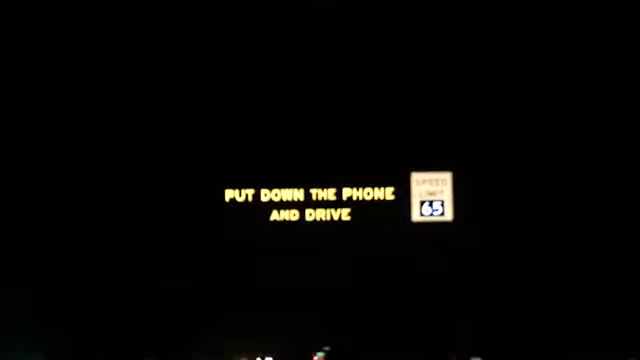 PUT DOWN THE PHONE
AND DRIVE
SPEED
LIMIT
65